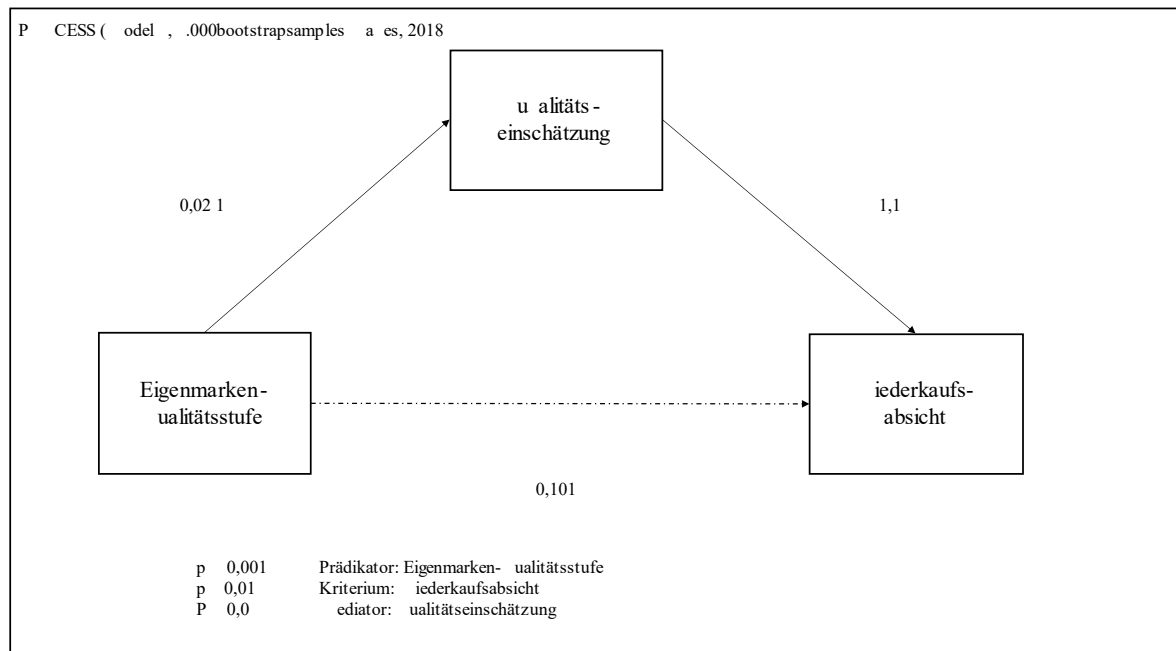 P CESS ( odel , .000bootstrapsamples a es, 2018
u alitäts-
einschätzung
0,02 1
1,1
Eigenmarken-
ualitätsstufe
iederkaufs-
absicht
0,101
p 0,001 Prädikator: Eigenmarken- ualitätsstufe
p 0,01 Kriterium: iederkaufsabsicht
P 0,0 ediator: ualitätseinschätzung